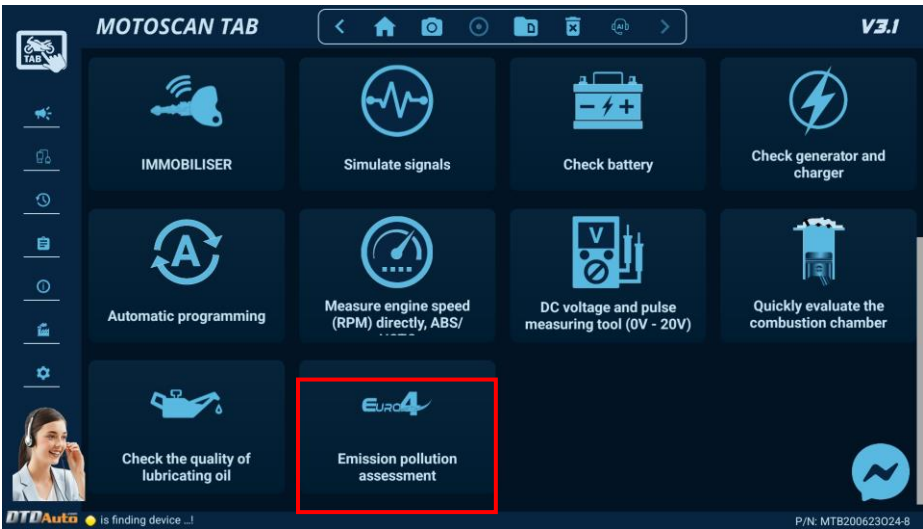 MOTOSCAN TAB
V3.1
TAB
AI
IMMOBILISER
Simulate signals
Check battery
Check generator and
charger
A
V
Automatic programming
Measure engine speed
(RPM) directly, ABS/
DC voltage and pulse
measuring tool (0V - 20V)
Quickly evaluate the
combustion chamber
EURO4
Check the quality of
lubricating oil
Emission pollution
assessment
DTDAuto
is finding device ...!
P/N: MTB200623O24-8